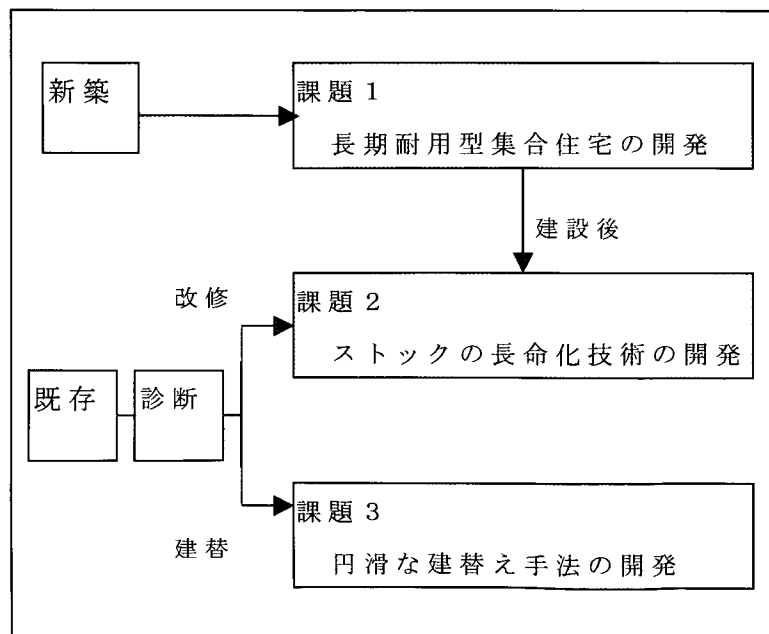 新築
課題1
長期耐用型集合住宅の開発
建設後
改修
課題2
ストックの長命化技術の開発
既存
診断
建替
課題3
円滑な建替え手法の開発